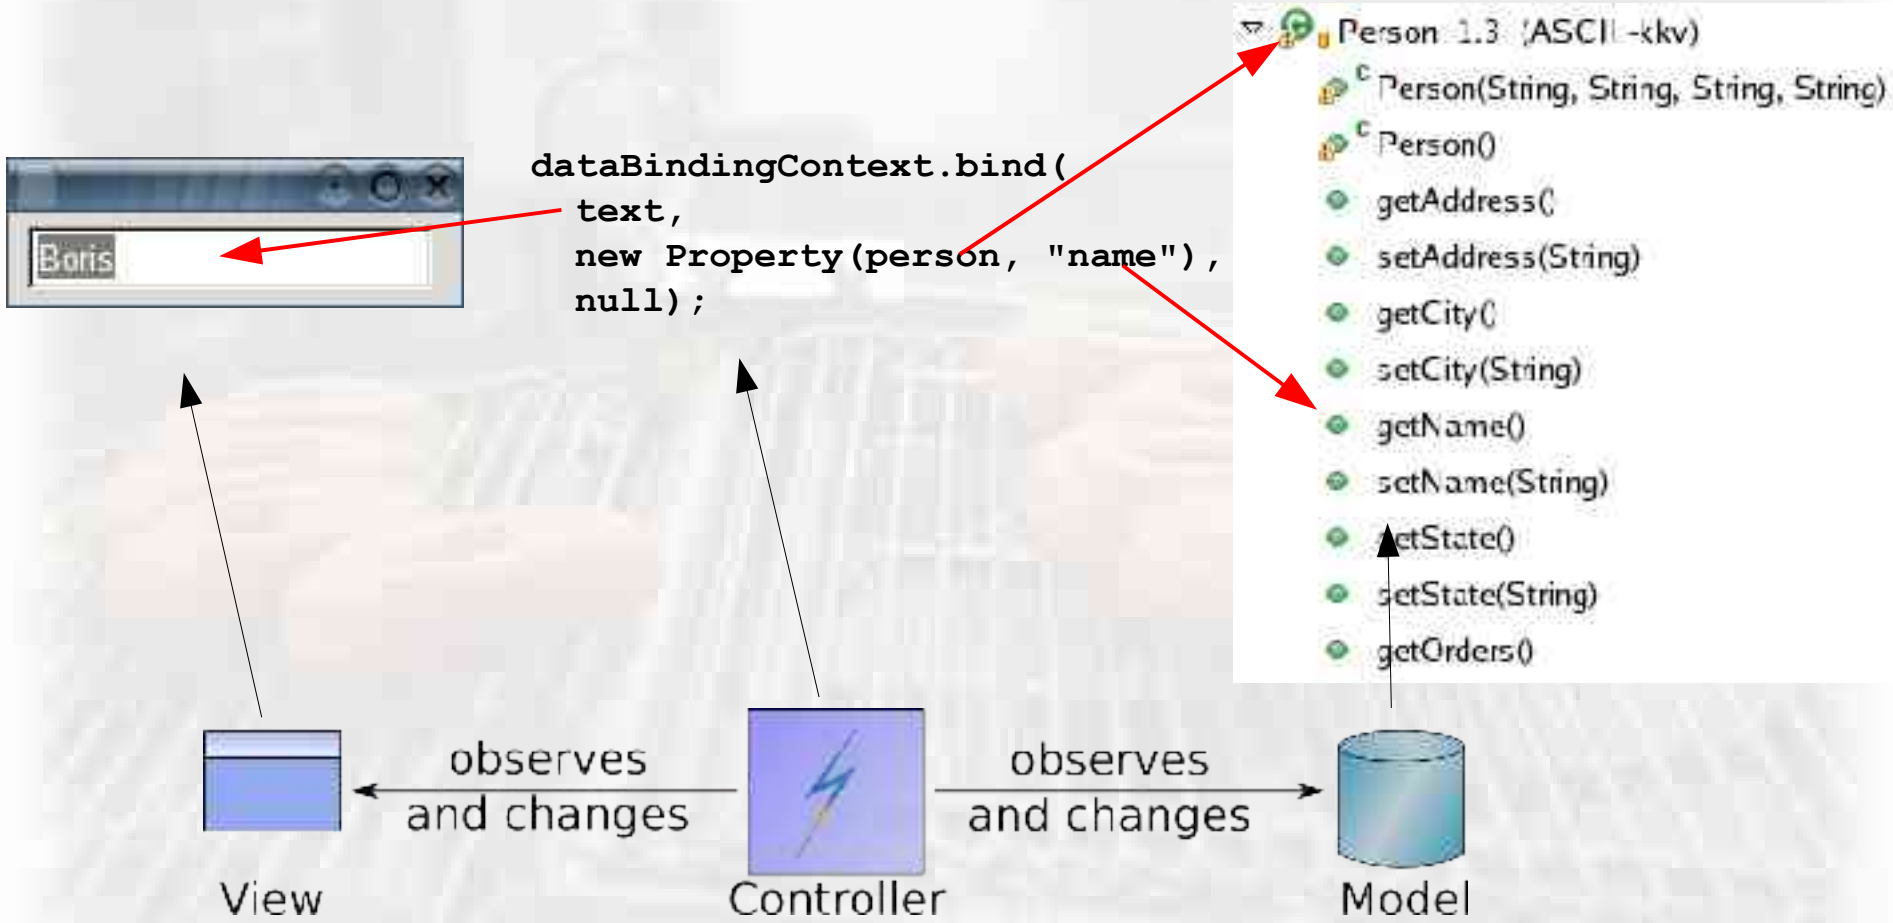 Boris
dataBindingContext.bind(
text,
new Property(person, "name"),
null);
Person 1.3 (ASCII -kkv)
C Person(String, String, String, String)
C Person()
getAddress()
setAddress(String)
getCity()
setCity(String)
getName()
setName(String)
getState()
setState(String)
getOrders()
observes
and changes
observes
and changes
View
Controller
Model